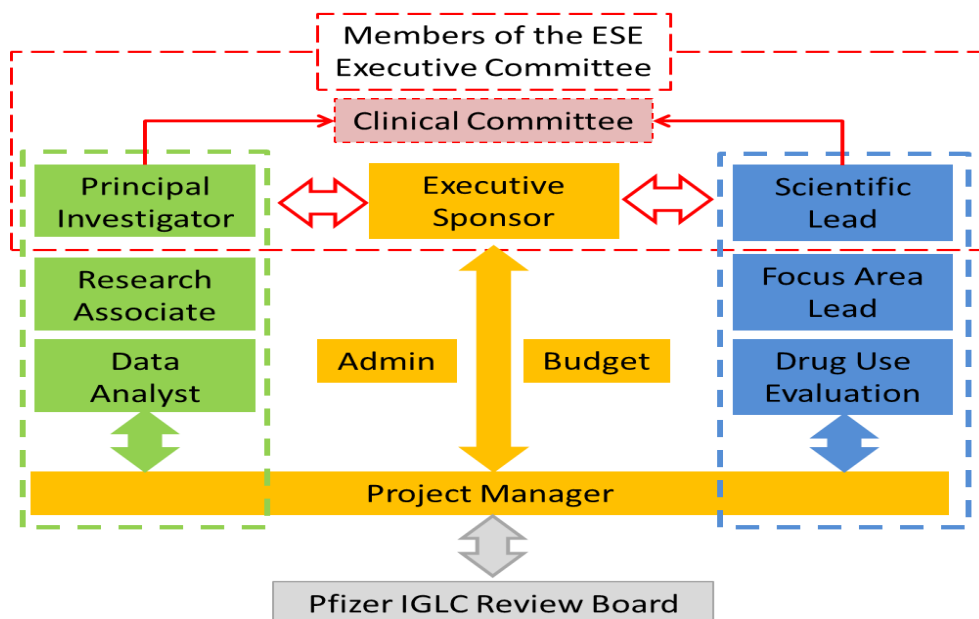 Members of the ESE
Executive Committee
Clinical Committee
Principal
Investigator
Executive
Sponsor
Scientific
Lead
Research
Associate
Focus Area
Lead
Data
Analyst
Admin
Budget
Drug Use
Evaluation
Project Manager
Pfizer IGLC Review Board